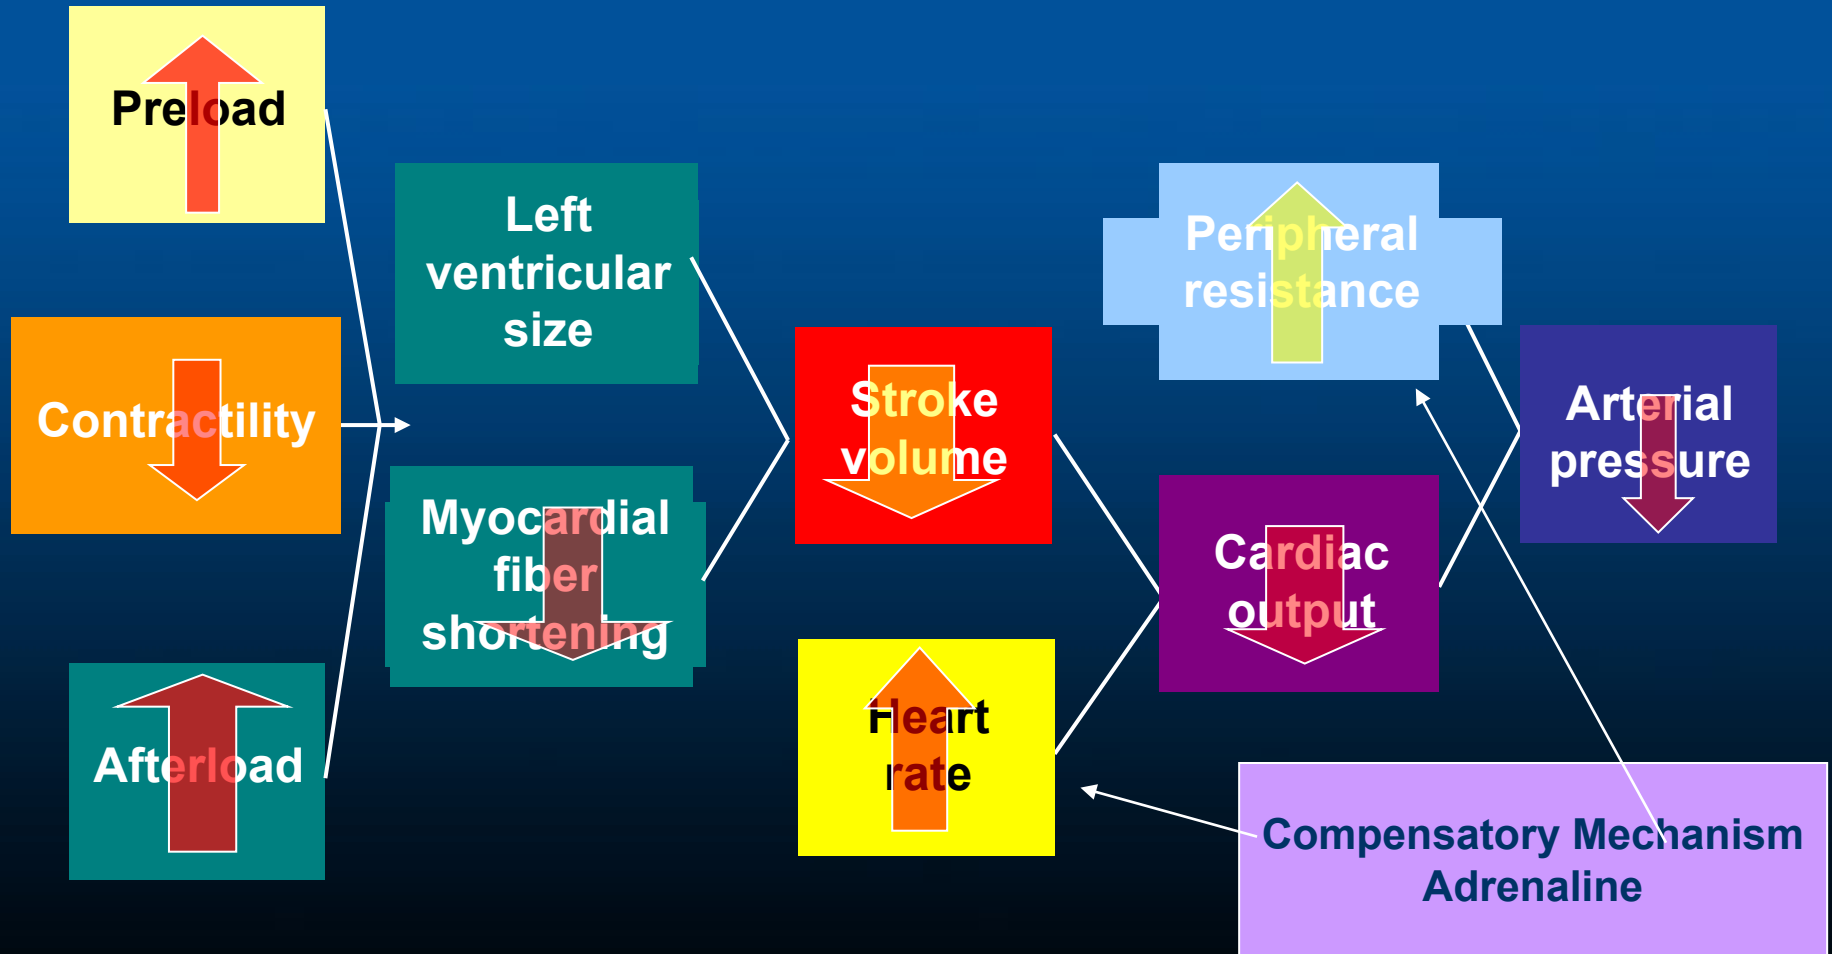 Preload
Contractility
Afterload
Left
ventricular
size
Myocardial
fiber
shortening
Stroke
volume
Heart
rate
Peripheral
resistance
Cardiac
output
Arterial
pressure
Compensatory Mechanism
Adrenaline